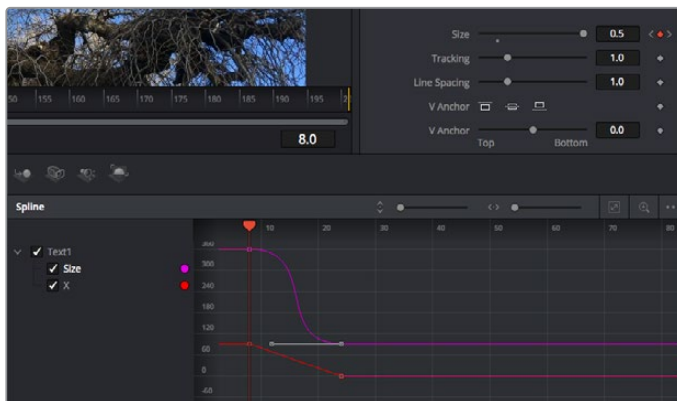 Size 0.5
Tracking 1.0
Line Spacing 1.0
V Anchor
V Anchor 0.0
Top Bottom
50 155 160 165 170 175 180 185 190 195
8.0
Spline
10 20 30 40 50 60 70 80
Text1
Size
X
360
300
240
180
120
60
0
-60